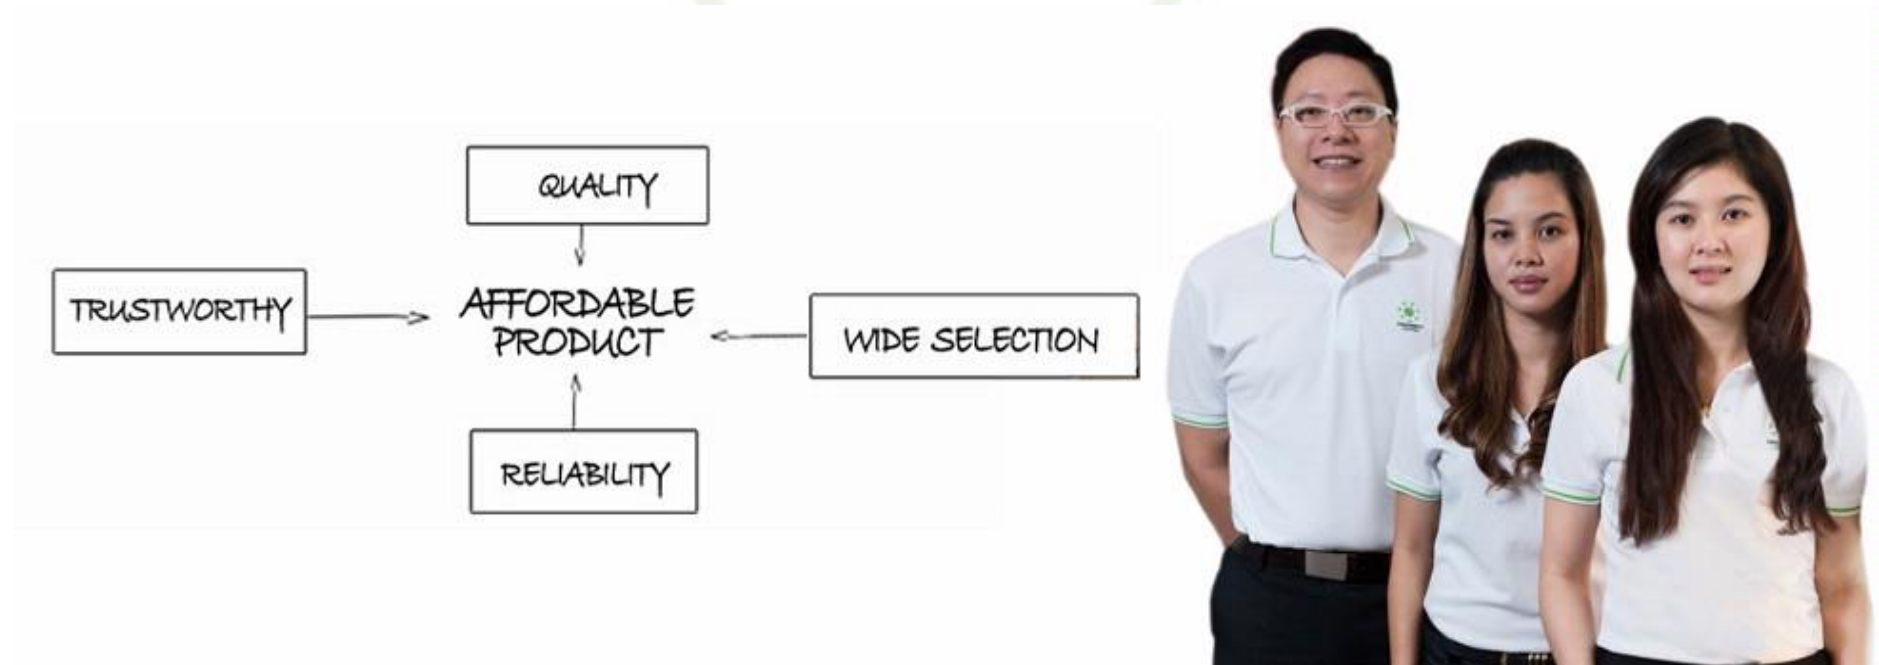 QUALITY
TRUSTWORTHY
AFFORDABLE
PRODUCT
WIDE SELECTION
RELIABILITY